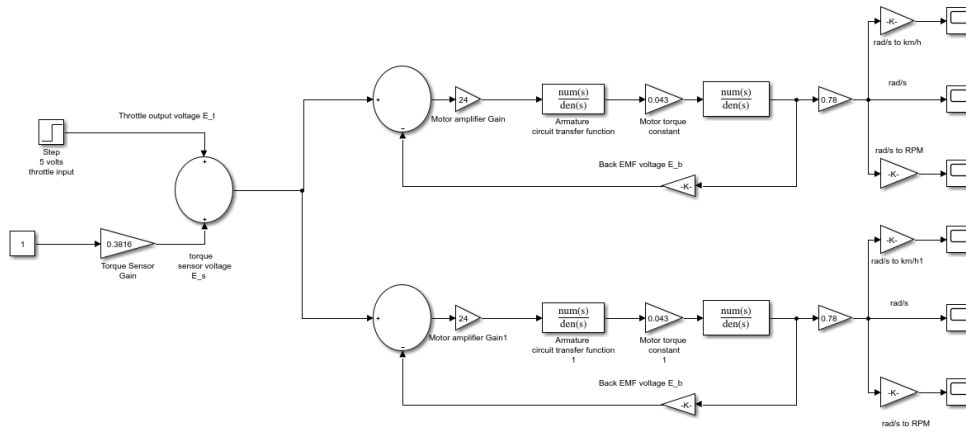 -K-
rad/s to km/h
Throttle output voltage E_t
+
24
Motor amplifier Gain
num(s)
den(s)
Armature
circuit transfer function
0.043
Motor torque
constant
num(s)
den(s)
0.78
rad/s
Step
5 volts
throttle input
+
−
Back EMF voltage E_b
-K-
rad/s to RPM
-K-
+
1
0.3816
Torque Sensor
Gain
torque
sensor voltage
E_s
-K-
rad/s to km/h1
+
24
Motor amplifier Gain1
num(s)
den(s)
Armature
circuit transfer function
1
0.043
Motor torque
constant
1
num(s)
den(s)
0.78
rad/s
−
Back EMF voltage E_b
-K-
-K-
rad/s to RPM